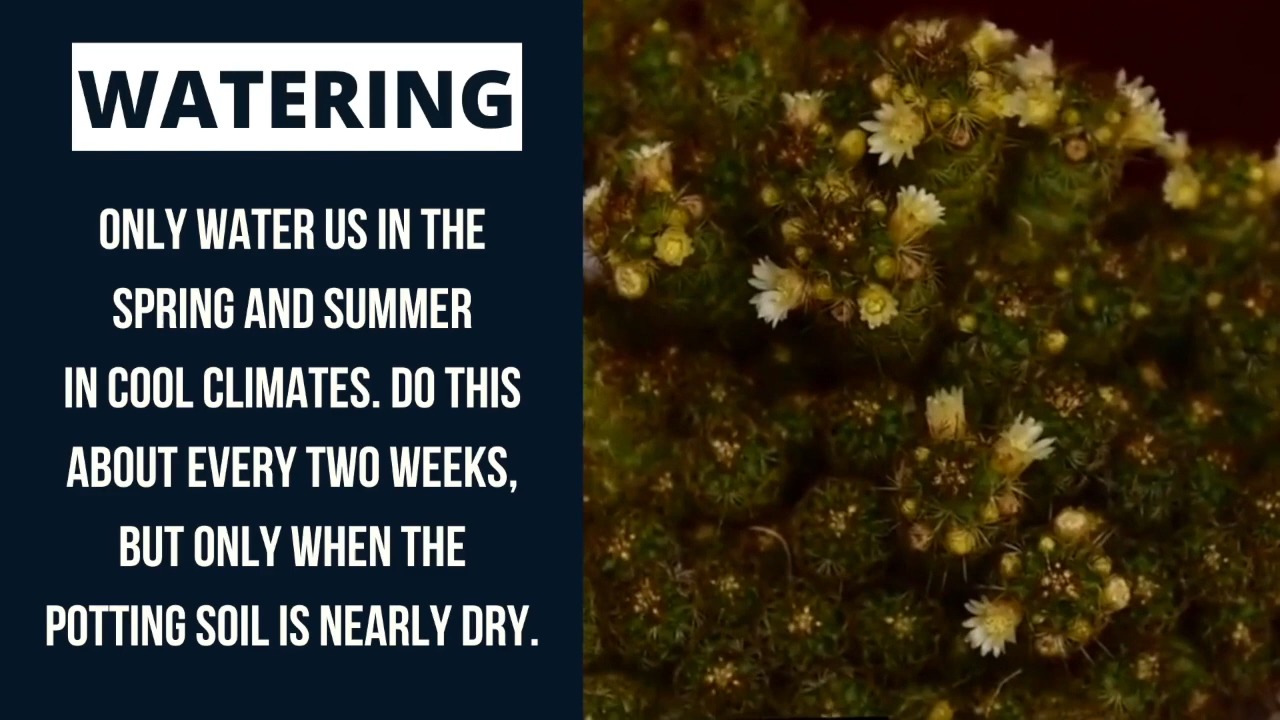 WATERING
ONLY WATER US IN THE
SPRING AND SUMMER
IN COOL CLIMATES. DO THIS
ABOUT EVERY TWO WEEKS,
BUT ONLY WHEN THE
POTTING SOIL IS NEARLY DRY.